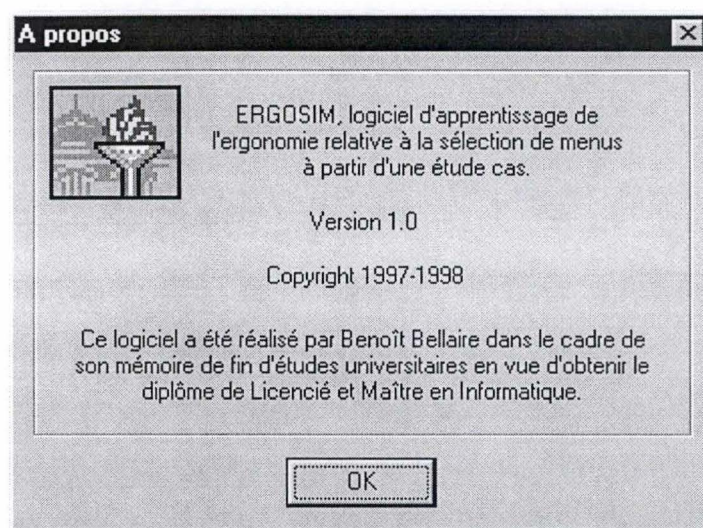 A propos
ERGOSIM, logiciel d'apprentissage de
l'ergonomie relative à la sélection de menus
à partir d'une étude cas.
Version 1.0
Copyright 1997-1998
Ce logiciel a été réalisé par Benoît Bellaire dans le cadre de
son mémoire de fin d'études universitaires en vue d'obtenir le
diplôme de Licencié et Maître en Informatique.
OK